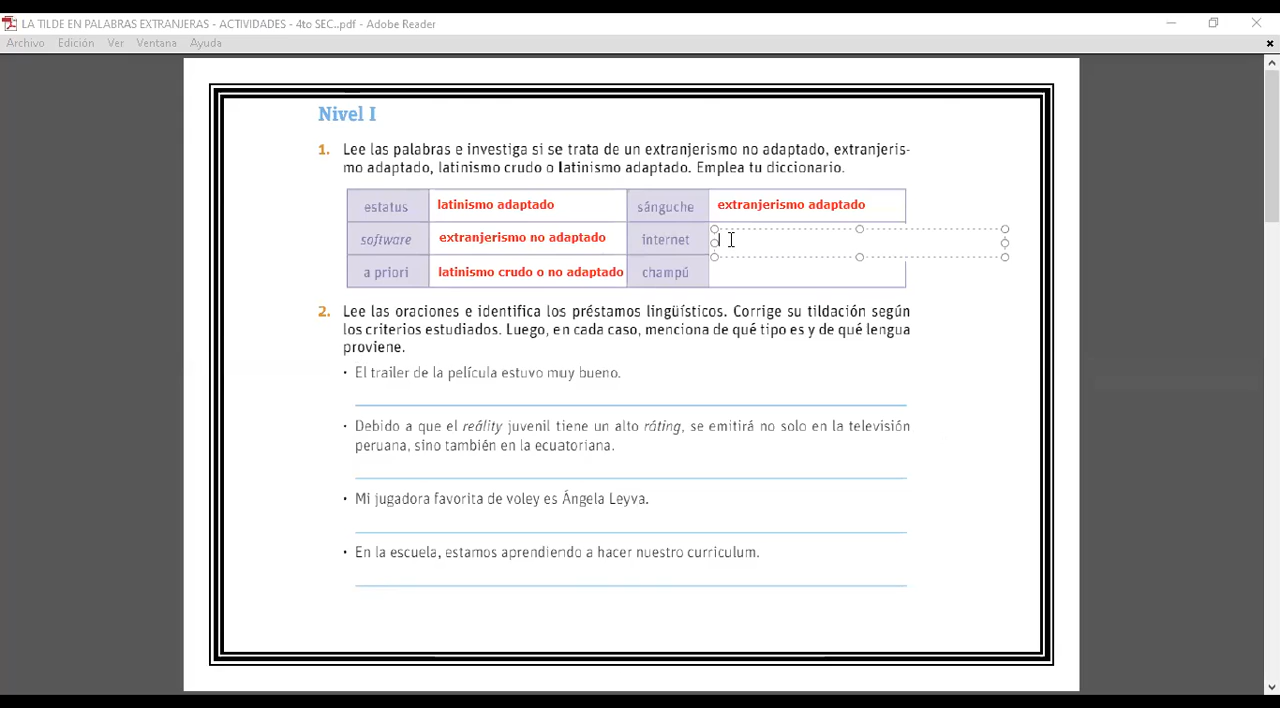 LA TILDE EN PALABRAS EXTRANJERAS - ACTIVIDADES - 4to SEC..pdf - Adobe Reader
Archivo Edición Ver Ventana Ayuda
Nivel I
1. Lee las palabras e investiga si se trata de un extranjerismo no adaptado, extranjeris-
mo adaptado, latinismo crudo o latinismo adaptado. Emplea tu diccionario.
estatus latinismo adaptado sánguche extranjerismo adaptado
software extranjerismo no adaptado internet
a priori latinismo crudo o no adaptado champú
2. Lee las oraciones e identifica los préstamos lingüísticos. Corrige su tildación según
los criterios estudiados. Luego, en cada caso, menciona de qué tipo es y de qué lengua
proviene.
• El trailer de la película estuvo muy bueno.
• Debido a que el reálity juvenil tiene un alto ráting, se emitirá no solo en la televisión
peruana, sino también en la ecuatoriana.
• Mi jugadora favorita de voley es Ángela Leyva.
• En la escuela, estamos aprendiendo a hacer nuestro curriculum.